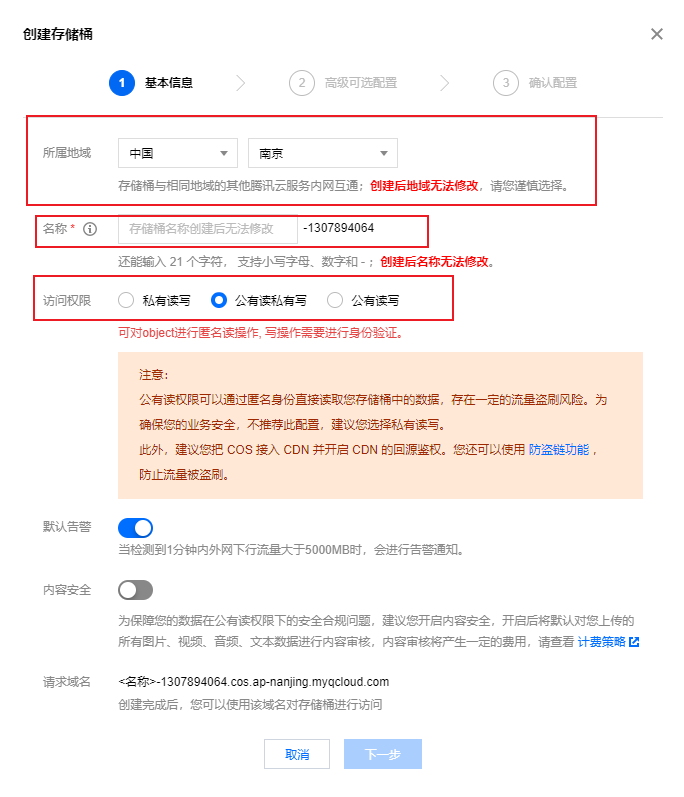 创建存储桶
1 基本信息 2 高级可选配置 3 确认配置
所属地域 中国 南京
存储桶与相同地域的其他腾讯云服务内网互通；创建后地域无法修改，请您谨慎选择。
名称 * 存储桶名称创建后无法修改 -1307894064
还能输入 21 个字符， 支持小写字母、数字和 - ；创建后名称无法修改。
访问权限 私有读写 公有读私有写 公有读写
可对object进行匿名读操作, 写操作需要进行身份验证。
注意：
公有读权限可以通过匿名身份直接读取您存储桶中的数据，存在一定的流量盗刷风险。为
确保您的业务安全，不推荐此配置，建议您选择私有读写。
此外，建议您把 COS 接入 CDN 并开启 CDN 的回源鉴权。您还可以使用 防盗链功能 ，
防止流量被盗刷。
默认告警
当检测到1分钟内外网下行流量大于5000MB时，会进行告警通知。
内容安全
为保障您的数据在公有读权限下的安全合规问题，建议您开启内容安全，开启后将默认对您上传的
所有图片、视频、音频、文本数据进行内容审核，内容审核将产生一定的费用，请查看 计费策略
请求域名 <名称>-1307894064.cos.ap-nanjing.myqcloud.com
创建完成后，您可以使用该域名对存储桶进行访问
取消 下一步